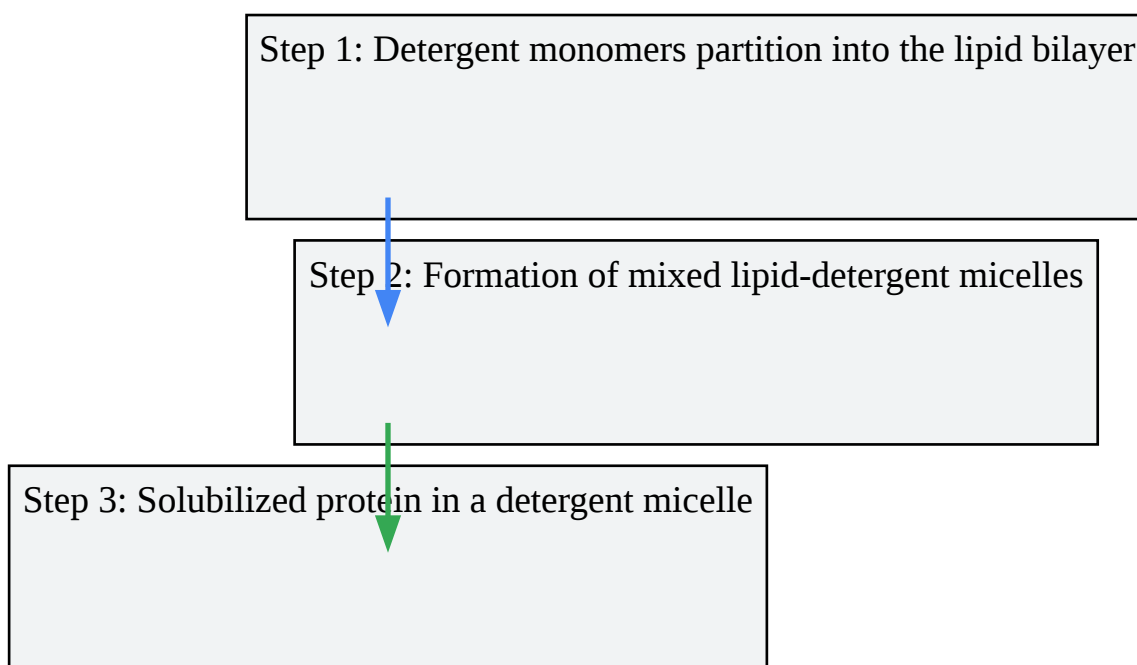 Step 1: Detergent monomers partition into the lipid bilayer
Step 2: Formation of mixed lipid-detergent micelles
Step 3: Solubilized protein in a detergent micelle